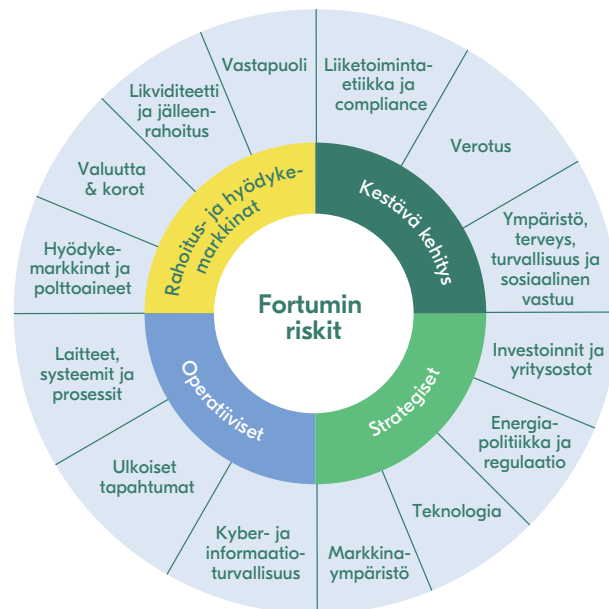 Fortumin
riskit
Kestävä kehitys
Liiketoiminta-
etiikka ja
compliance
Verotus
Ympäristö,
terveys,
turvallisuus ja
sosiaalinen
vastuu
Strategiset
Investoinnit ja
yritysostot
Energia-
politiikka ja
regulaatio
Teknologia
Markkina-
ympäristö
Operatiiviset
Kyber- ja
informaatio-
turvallisuus
Ulkoiset
tapahtumat
Laitteet,
systeemit ja
prosessit
Rahoitus- ja hyödyke-
markkinat
Hyödyke-
markkinat ja
polttoaineet
Valuutta
& korot
Likviditeetti
ja jälleen-
rahoitus
Vastapuoli